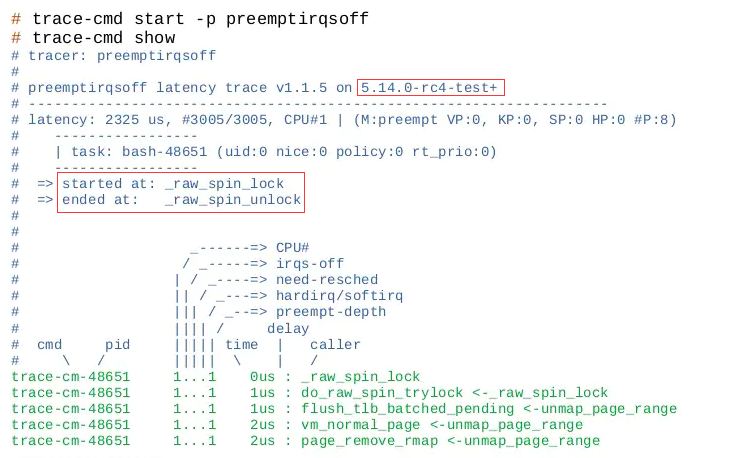 # trace-cmd start -p preemptirqsoff
# trace-cmd show
# tracer: preemptirqsoff
#
# preemptirqsoff latency trace v1.1.5 on 5.14.0-rc4-test+
# --------------------------------------------------------------------
# latency: 2325 us, #3005/3005, CPU#1 | (M:preempt VP:0, KP:0, SP:0 HP:0 #P:8)
#    -----------------
#    | task: bash-48651 (uid:0 nice:0 policy:0 rt_prio:0)
#    -----------------
#  => started at: _raw_spin_lock
#  => ended at:   _raw_spin_unlock
#
#
#                    _------=> CPU#
#                   / _-----=> irqs-off
#                  | / _----=> need-resched
#                  || / _---=> hardirq/softirq
#                  ||| / _--=> preempt-depth
#                  |||| /     delay
#  cmd     pid     ||||| time  |   caller
#     \   /        |||||  \    |   /
trace-cm-48651     1...1    0us : _raw_spin_lock
trace-cm-48651     1...1    1us : do_raw_spin_trylock <-_raw_spin_lock
trace-cm-48651     1...1    1us : flush_tlb_batched_pending <-unmap_page_range
trace-cm-48651     1...1    2us : vm_normal_page <-unmap_page_range
trace-cm-48651     1...1    2us : page_remove_rmap <-unmap_page_range